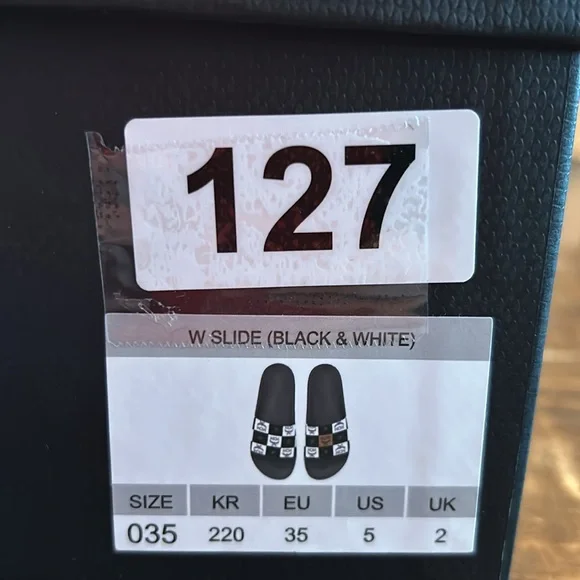 127
W SLIDE (BLACK & WHITE)
SIZE KR EU US UK
035 220 35 5 2